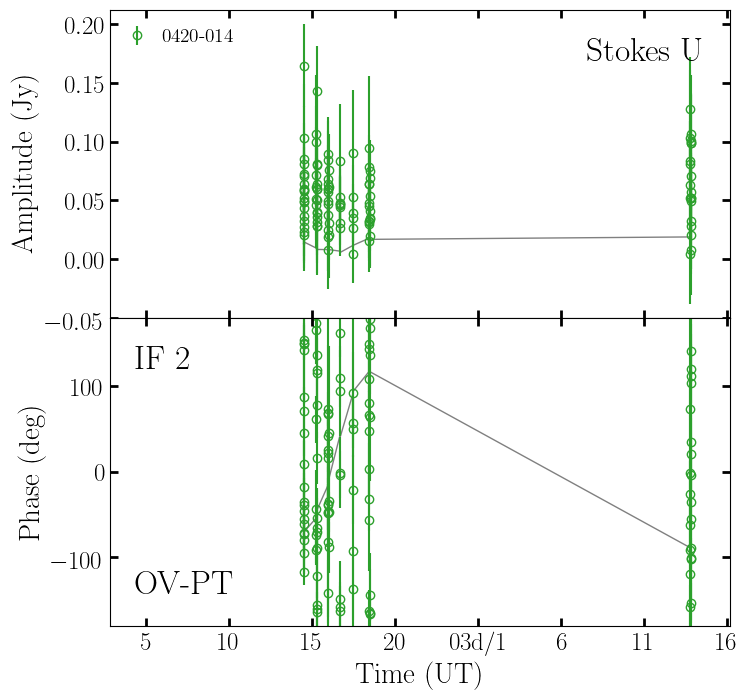 0.20
0420-014
Stokes U
0.15
0.10
0.05
0.00
−0.05
Amplitude (Jy)
IF 2
100
0
−100
Phase (deg)
OV-PT
5 10 15 20 03d/1 6 11 16
Time (UT)